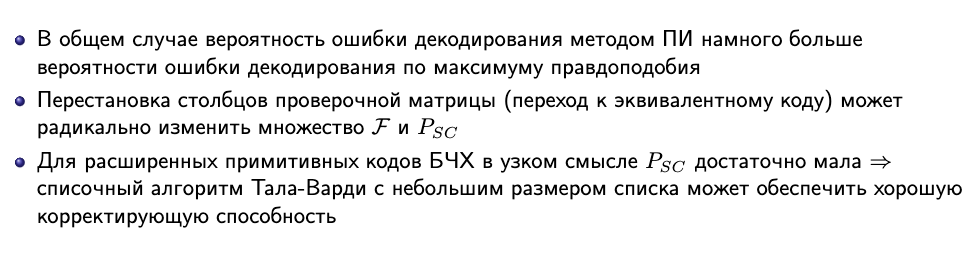 В общем случае вероятность ошибки декодирования методом ПИ намного больше
вероятности ошибки декодирования по максимуму правдоподобия
Перестановка столбцов проверочной матрицы (переход к эквивалентному коду) может
радикально изменить множество ℱ и P_{SC}
Для расширенных примитивных кодов БЧХ в узком смысле P_{SC} достаточно мала ⇒
списочный алгоритм Тала-Варди с небольшим размером списка может обеспечить хорошую
корректирующую способность